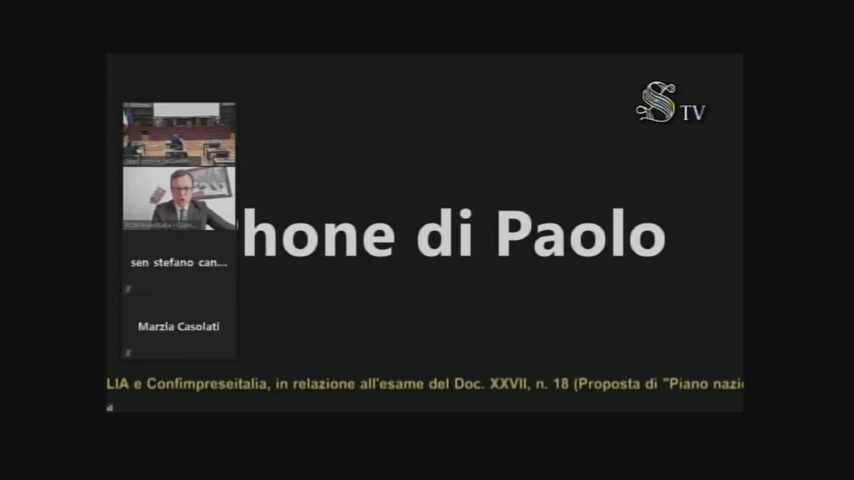 S TV
hone di Paolo
sen stefano can...
Marzia Casolati
LIA e Confimpreseitalia, in relazione all'esame del Doc. XXVII, n. 18 (Proposta di "Piano nazi